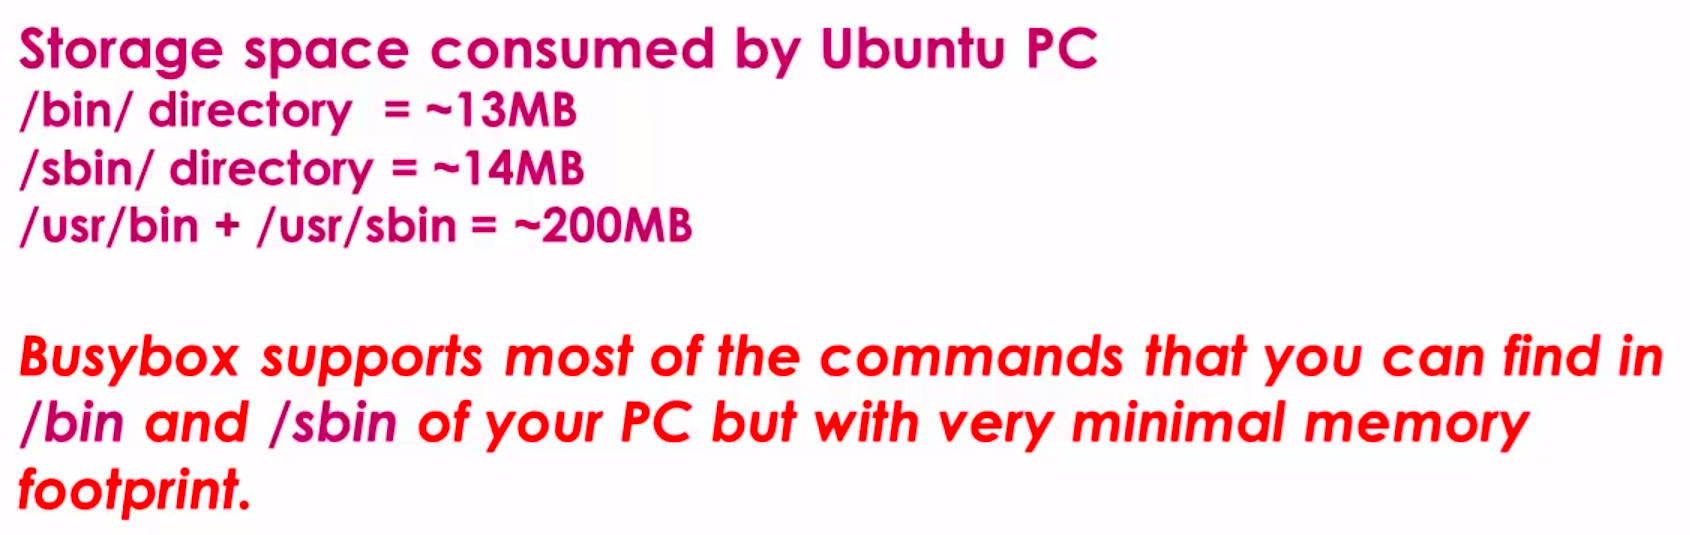 Storage space consumed by Ubuntu PC
/bin/ directory = ~13MB
/sbin/ directory = ~14MB
/usr/bin + /usr/sbin = ~200MB
Busybox supports most of the commands that you can find in
/bin and /sbin of your PC but with very minimal memory
footprint.